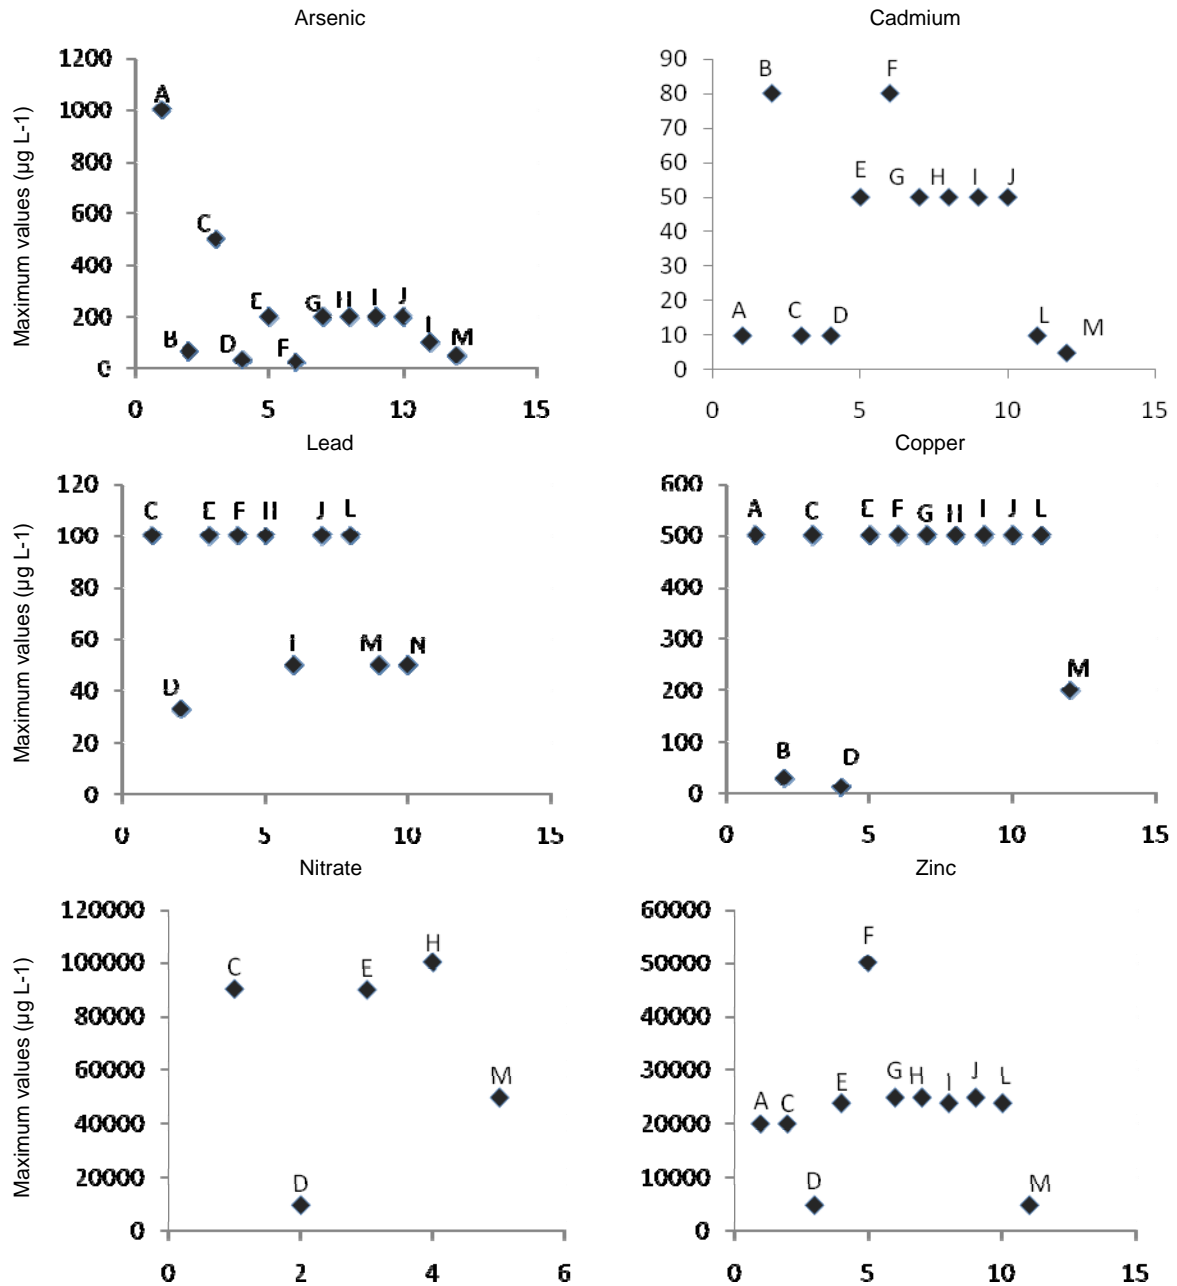 Arsenic
Maximum values (µg L-1)
1200
1000
800
600
400
200
0
0 5 10 15
A
B
C
D
E
F
G
H
I
J
M
Cadmium
90
80
70
60
50
40
30
20
10
0
0 5 10 15
A
B
C
D
E
F
G
H
I
J
L
M
Lead
Maximum values (µg L-1)
120
100
80
60
40
20
0
0 5 10 15
C
D
E
F
H
I
J
L
M
N
Copper
600
500
400
300
200
100
0
0 5 10 15
A
B
C
D
E
F
G
H
I
J
L
M
Nitrate
Maximum values (µg L-1)
120000
100000
80000
60000
40000
20000
0
0 2 4 6
C
D
E
H
M
Zinc
60000
50000
40000
30000
20000
10000
0
0 5 10 15
A
C
D
E
F
G
H
I
J
L
M